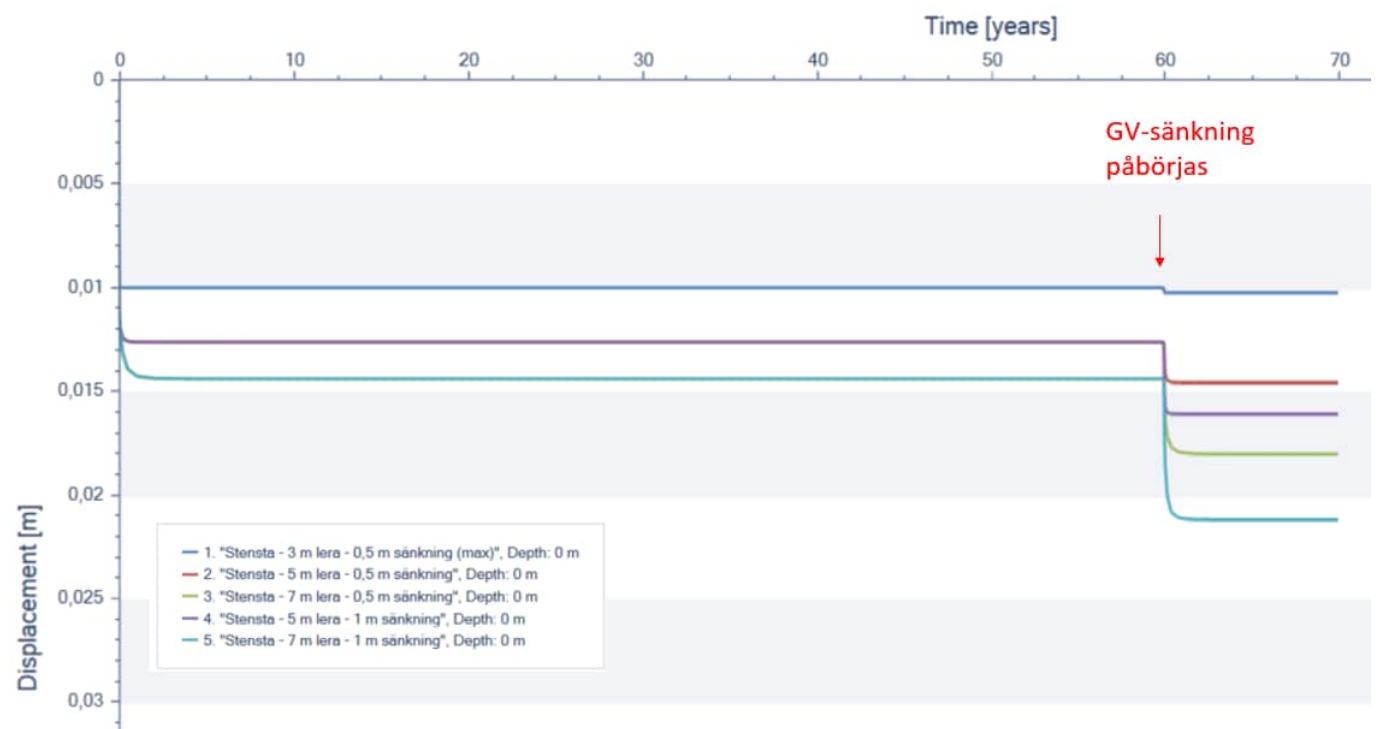 Time [years]
0 10 20 30 40 50 60 70
0
GV-sänkning
påbörjas
0,005
0,01
0,015
0,02
Displacement [m]
1. "Stensta - 3 m lera - 0,5 m sänkning (max)", Depth: 0 m
2. "Stensta - 5 m lera - 0,5 m sänkning", Depth: 0 m
3. "Stensta - 7 m lera - 0,5 m sänkning", Depth: 0 m
4. "Stensta - 5 m lera - 1 m sänkning", Depth: 0 m
5. "Stensta - 7 m lera - 1 m sänkning", Depth: 0 m
0,025
0,03